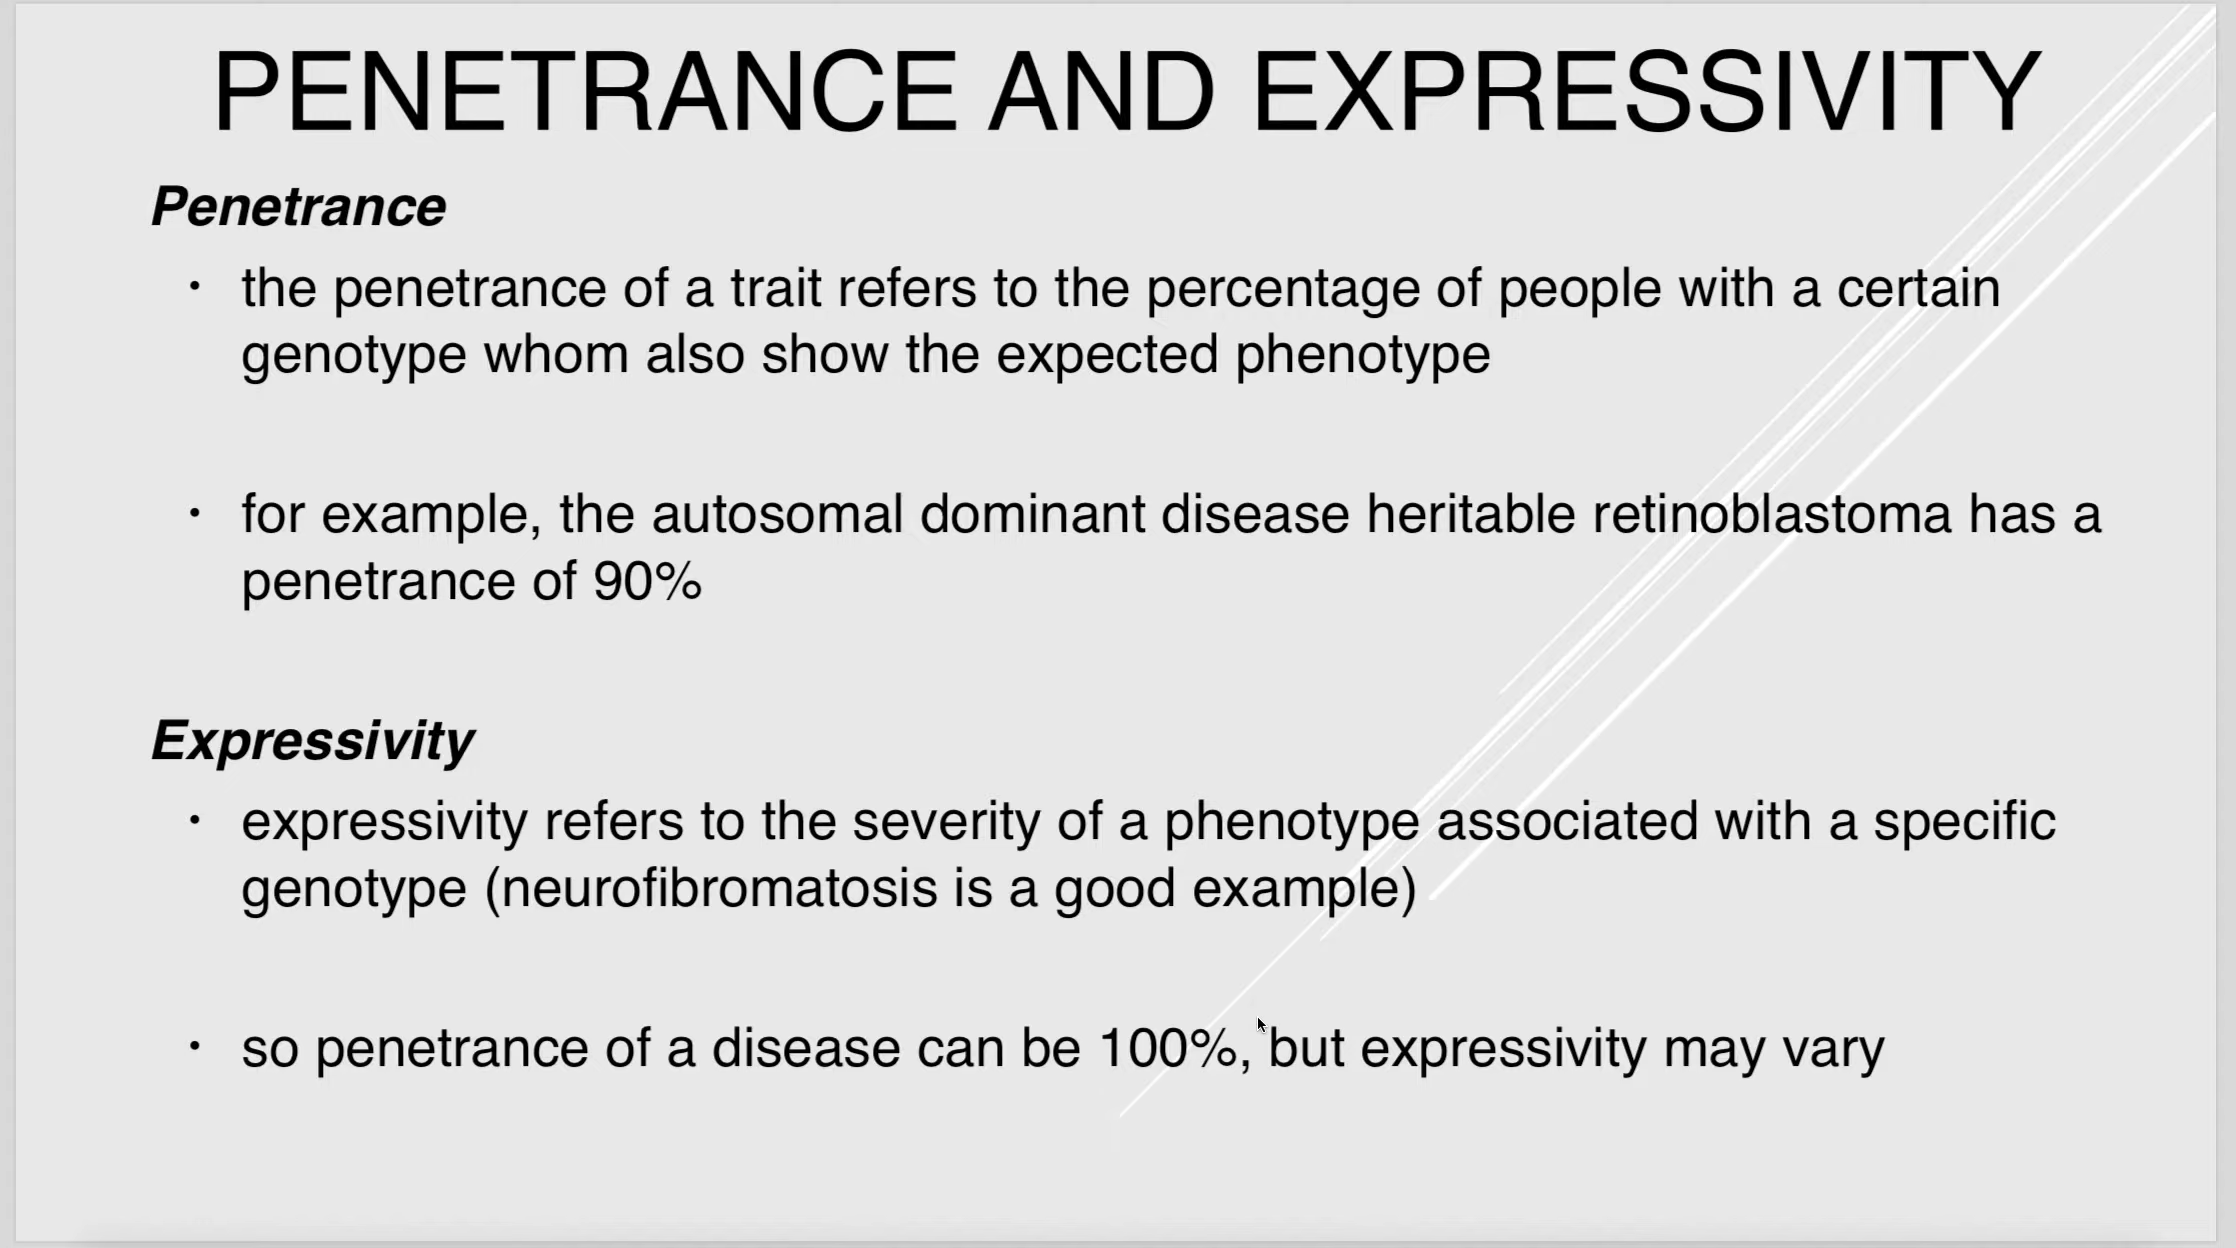 PENETRANCE AND EXPRESSIVITY
Penetrance
• the penetrance of a trait refers to the percentage of people with a certain
genotype whom also show the expected phenotype
• for example, the autosomal dominant disease heritable retinoblastoma has a
penetrance of 90%
Expressivity
• expressivity refers to the severity of a phenotype associated with a specific
genotype (neurofibromatosis is a good example)
• so penetrance of a disease can be 100%, but expressivity may vary